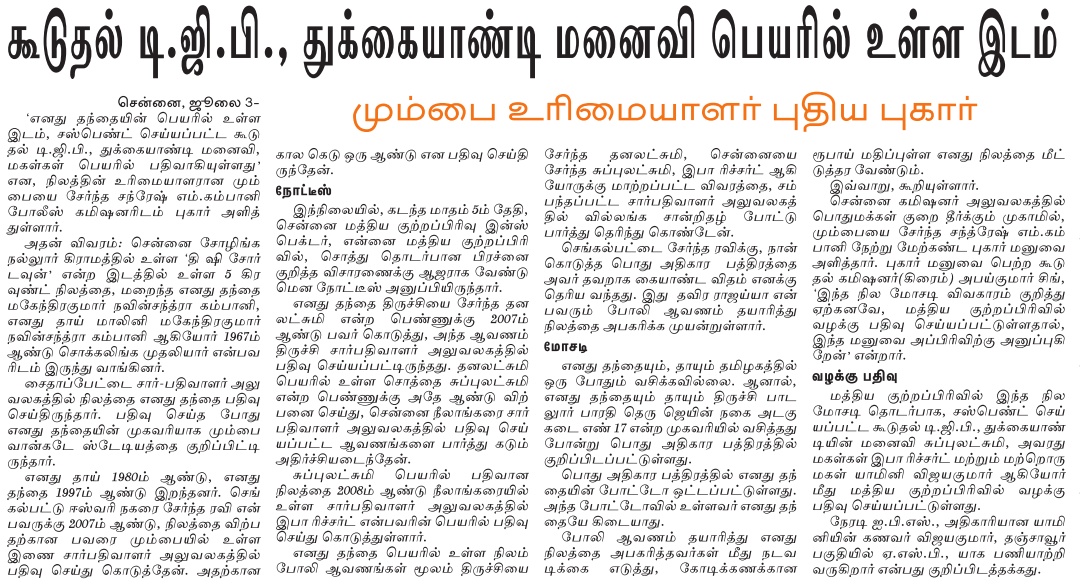 கூடுதல் டி.ஜி.பி., துக்கையாண்டி மனைவி பெயரில் உள்ள இடம்
மும்பை உரிமையாளர் புதிய புகார்
சென்னை, ஜூலை 3–
'எனது தந்தையின் பெயரில் உள்ள
இடம், சஸ்பெண்ட் செய்யப்பட்ட கூடு
தல் டி.ஜி.பி., துக்கையாண்டி மனைவி,
மகள்கள் பெயரில் பதிவாகியுள்ளது'
என, நிலத்தின் உரிமையாளரான மும்
பையை சேர்ந்த சந்ரேஷ் எம்.கம்பானி
போலீஸ் கமிஷனரிடம் புகார் அளித்
துள்ளார்.
அதன் விவரம்: சென்னை சோழிங்க
நல்லூர் கிராமத்தில் உள்ள 'தி ஷி சோர்
டவுன்' என்ற இடத்தில் உள்ள 5 கிர
வுண்ட் நிலத்தை, மறைந்த எனது தந்தை
மகேந்திரகுமார் நவின்சந்த்ரா கம்பானி,
எனது தாய் மாலினி மகேந்திரகுமார்
நவின்சந்த்ரா கம்பானி ஆகியோர் 1967ம்
ஆண்டு சொக்கலிங்க முதலியார் என்பவ
ரிடம் இருந்து வாங்கினர்.
சைதாப்பேட்டை சார்-பதிவாளர் அலு
வலகத்தில் நிலத்தை எனது தந்தை பதிவு
செய்திருந்தார். பதிவு செய்த போது
எனது தந்தையின் முகவரியாக மும்பை
வான்கடே ஸ்டேடியத்தை குறிப்பிட்டி
ருந்தார்.
எனது தாய் 1980ம் ஆண்டு, எனது
தந்தை 1997ம் ஆண்டு இறந்தனர். செங்
கல்பட்டு ஈஸ்வரி நகரை சேர்ந்த ரவி என்
பவருக்கு 2007ம் ஆண்டு, நிலத்தை விற்ப
தற்கான பவரை மும்பையில் உள்ள
இணை சார்பதிவாளர் அலுவலகத்தில்
பதிவு செய்து கொடுத்தேன். அதற்கான
கால கெடு ஒரு ஆண்டு என பதிவு செய்தி
ருந்தேன்.
நோட்டீஸ்
இந்நிலையில், கடந்த மாதம் 5ம் தேதி,
சென்னை மத்திய குற்றப்பிரிவு இன்ஸ்
பெக்டர், என்னை மத்திய குற்றப்பிரி
வில், சொத்து தொடர்பான பிரச்னை
குறித்த விசாரணைக்கு ஆஜராக வேண்டு
மென நோட்டீஸ் அனுப்பியிருந்தார்.
எனது தந்தை திருச்சியை சேர்ந்த தன
லட்சுமி என்ற பெண்ணுக்கு 2007ம்
ஆண்டு பவர் கொடுத்து, அந்த ஆவணம்
திருச்சி சார்பதிவாளர் அலுவலகத்தில்
பதிவு செய்யப்பட்டிருந்தது. தனலட்சுமி
பெயரில் உள்ள சொத்தை சுப்புலட்சுமி
என்ற பெண்ணுக்கு அதே ஆண்டு விற்
பனை செய்து, சென்னை நீலாங்கரை சார்
பதிவாளர் அலுவலகத்தில் பதிவு செய்
யப்பட்ட ஆவணங்களை பார்த்து கடும்
அதிர்ச்சியடைந்தேன்.
சுப்புலட்சுமி பெயரில் பதிவான
நிலத்தை 2008ம் ஆண்டு நீலாங்கரையில்
உள்ள சார்பதிவாளர் அலுவலகத்தில்
இபா ரிச்சர்ட் என்பவரின் பெயரில் பதிவு
செய்து கொடுத்துள்ளார்.
எனது தந்தை பெயரில் உள்ள நிலம்
போலி ஆவணங்கள் மூலம் திருச்சியை
சேர்ந்த தனலட்சுமி, சென்னையை
சேர்ந்த சுப்புலட்சுமி, இபா ரிச்சர்ட் ஆகி
யோருக்கு மாற்றப்பட்ட விவரத்தை, சம்
பந்தப்பட்ட சார்பதிவாளர் அலுவலகத்
தில் வில்லங்க சான்றிதழ் போட்டு
பார்த்து தெரிந்து கொண்டேன்.
செங்கல்பட்டை சேர்ந்த ரவிக்கு, நான்
கொடுத்த பொது அதிகார பத்திரத்தை
அவர் தவறாக கையாண்ட விதம் எனக்கு
தெரிய வந்தது. இது தவிர ராஜய்யா என்
பவரும் போலி ஆவணம் தயாரித்து
நிலத்தை அபகரிக்க முயன்றுள்ளார்.
மோசடி
எனது தந்தையும், தாயும் தமிழகத்தில்
ஒரு போதும் வசிக்கவில்லை. ஆனால்,
எனது தந்தையும் தாயும் திருச்சி பாட
லூர் பாரதி தெரு ஜெயின் நகை அடகு
கடை எண் 17 என்ற முகவரியில் வசித்தது
போன்று பொது அதிகார பத்திரத்தில்
குறிப்பிடப்பட்டுள்ளது.
பொது அதிகார பத்திரத்தில் எனது தந்
தையின் போட்டோ ஒட்டப்பட்டுள்ளது.
அந்த போட்டோவில் உள்ளவர் எனது தந்
தையே கிடையாது.
போலி ஆவணம் தயாரித்து எனது
நிலத்தை அபகரித்தவர்கள் மீது நடவ
டிக்கை எடுத்து, கோடிக்கணக்கான
ரூபாய் மதிப்புள்ள எனது நிலத்தை மீட்
டுத்தர வேண்டும்.
இவ்வாறு, கூறியுள்ளார்.
சென்னை கமிஷனர் அலுவலகத்தில்
பொதுமக்கள் குறை தீர்க்கும் முகாமில்,
மும்பையை சேர்ந்த சந்த்ரேஷ் எம்.கம்
பானி நேற்று மேற்கண்ட புகார் மனுவை
அளித்தார். புகார் மனுவை பெற்ற கூடு
தல் கமிஷனர்(கிரைம்) அபய்குமார் சிங்,
'இந்த நில மோசடி விவகாரம் குறித்து
ஏற்கனவே, மத்திய குற்றப்பிரிவில்
வழக்கு பதிவு செய்யப்பட்டுள்ளதால்,
இந்த மனுவை அப்பிரிவிற்கு அனுப்புகி
றேன்' என்றார்.
வழக்கு பதிவு
மத்திய குற்றப்பிரிவில் இந்த நில
மோசடி தொடர்பாக, சஸ்பெண்ட் செய்
யப்பட்ட கூடுதல் டி.ஜி.பி., துக்கையாண்
டியின் மனைவி சுப்புலட்சுமி, அவரது
மகள்கள் இபா ரிச்சர்ட் மற்றும் மற்றொரு
மகள் யாமினி விஜயகுமார் ஆகியோர்
மீது மத்திய குற்றப்பிரிவில் வழக்கு
பதிவு செய்யப்பட்டுள்ளது.
நேரடி ஐ.பி.எஸ்., அதிகாரியான யாமி
னியின் கணவர் விஜயகுமார், தஞ்சாவூர்
பகுதியில் ஏ.எஸ்.பி., யாக பணியாற்றி
வருகிறார் என்பது குறிப்பிடத்தக்கது.